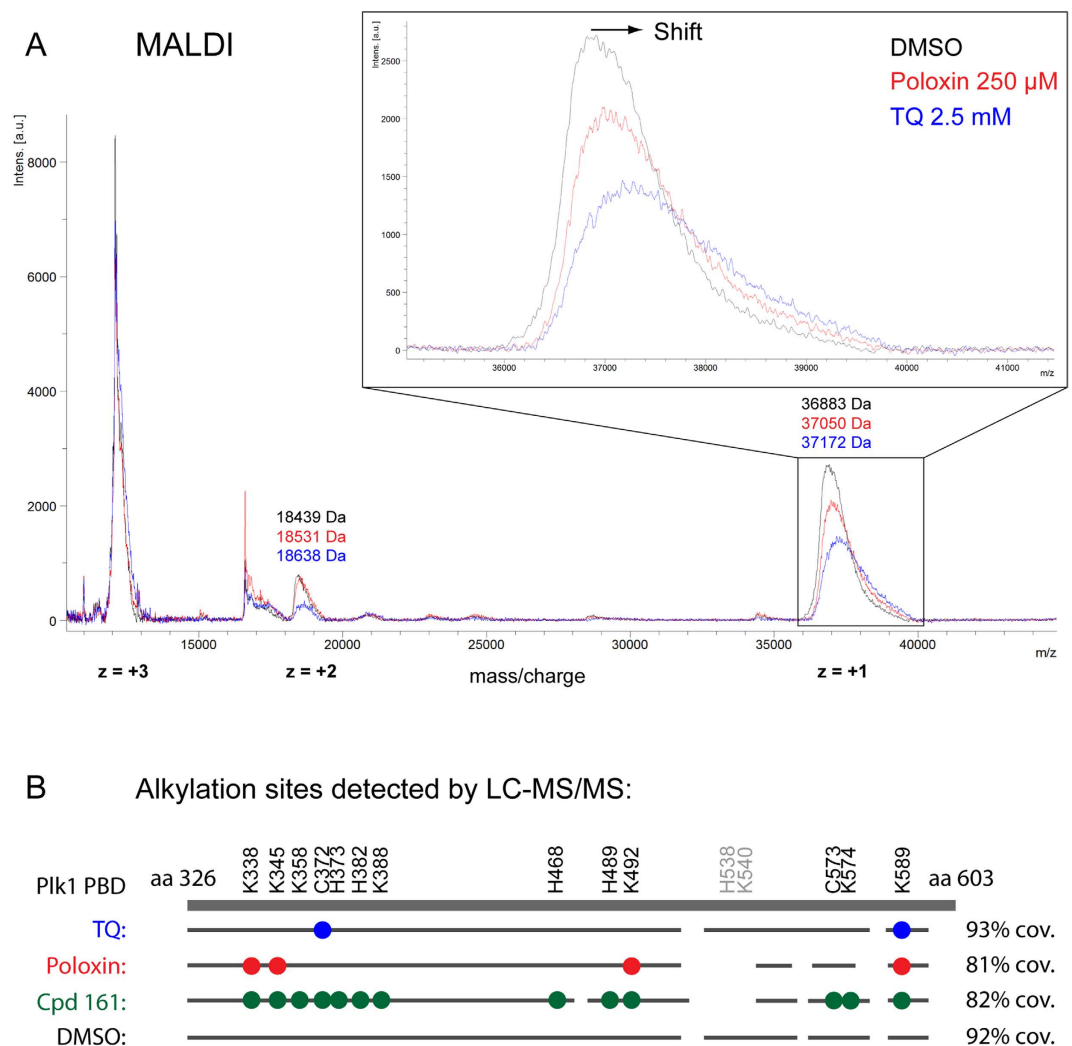 A MALDI
Shift
DMSO
Poloxin 250 µM
TQ 2.5 mM
Intens. [a.u.]
2500
2000
1500
1000
500
0
36000 37000 38000 39000 40000 41000 m/z
Intens. [a.u.]
8000
6000
4000
2000
0
18439 Da
18531 Da
18638 Da
36883 Da
37050 Da
37172 Da
15000 20000 25000 30000 35000 40000 m/z
z = +3 z = +2 mass/charge z = +1
B Alkylation sites detected by LC-MS/MS:
Plk1 PBD aa 326 K338 K345 K358 C372 H373 H382 K388 H468 H489 K492 H538 K540 C573 K574 K589 aa 603
TQ: 93% cov.
Poloxin: 81% cov.
Cpd 161: 82% cov.
DMSO: 92% cov.